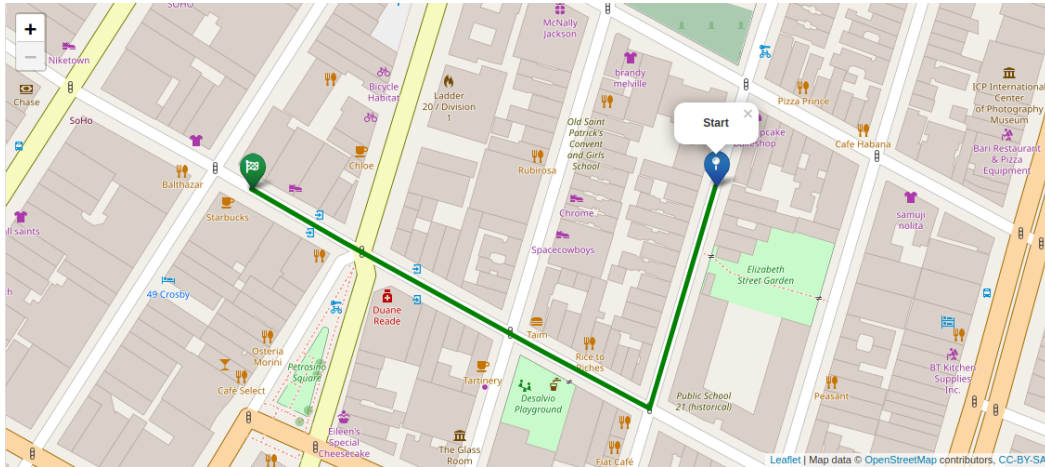 SOHO
McNally
Jackson
+
−
Niketown
Chase
SoHo
Bicycle
Habitat
Ladder
20 / Division
1
brandy
melville
Pizza Prince
ICP International
Center
of Photography
Museum
Start
×
Old Saint
Patrick's
Convent
and Girls
School
Cafe Habana
Bari Restaurant
& Pizza
Equipment
Chloe
Rubirosa
Balthazar
Starbucks
Chrome
Spacecowboys
samuji
nolita
ll saints
49 Crosby
Elizabeth
Street Garden
Duane
Reade
Taim
Osteria
Morini
Petrosino
Square
Rice to
Riches
BT Kitchen
Supplies
Inc.
Café Select
Tartinery
Desalvio
Playground
Public School
21 (historical)
Peasant
Eileen's
Special
Cheesecake
The Glass
Room
Fiat Café
Leaflet | Map data © OpenStreetMap contributors, CC-BY-SA